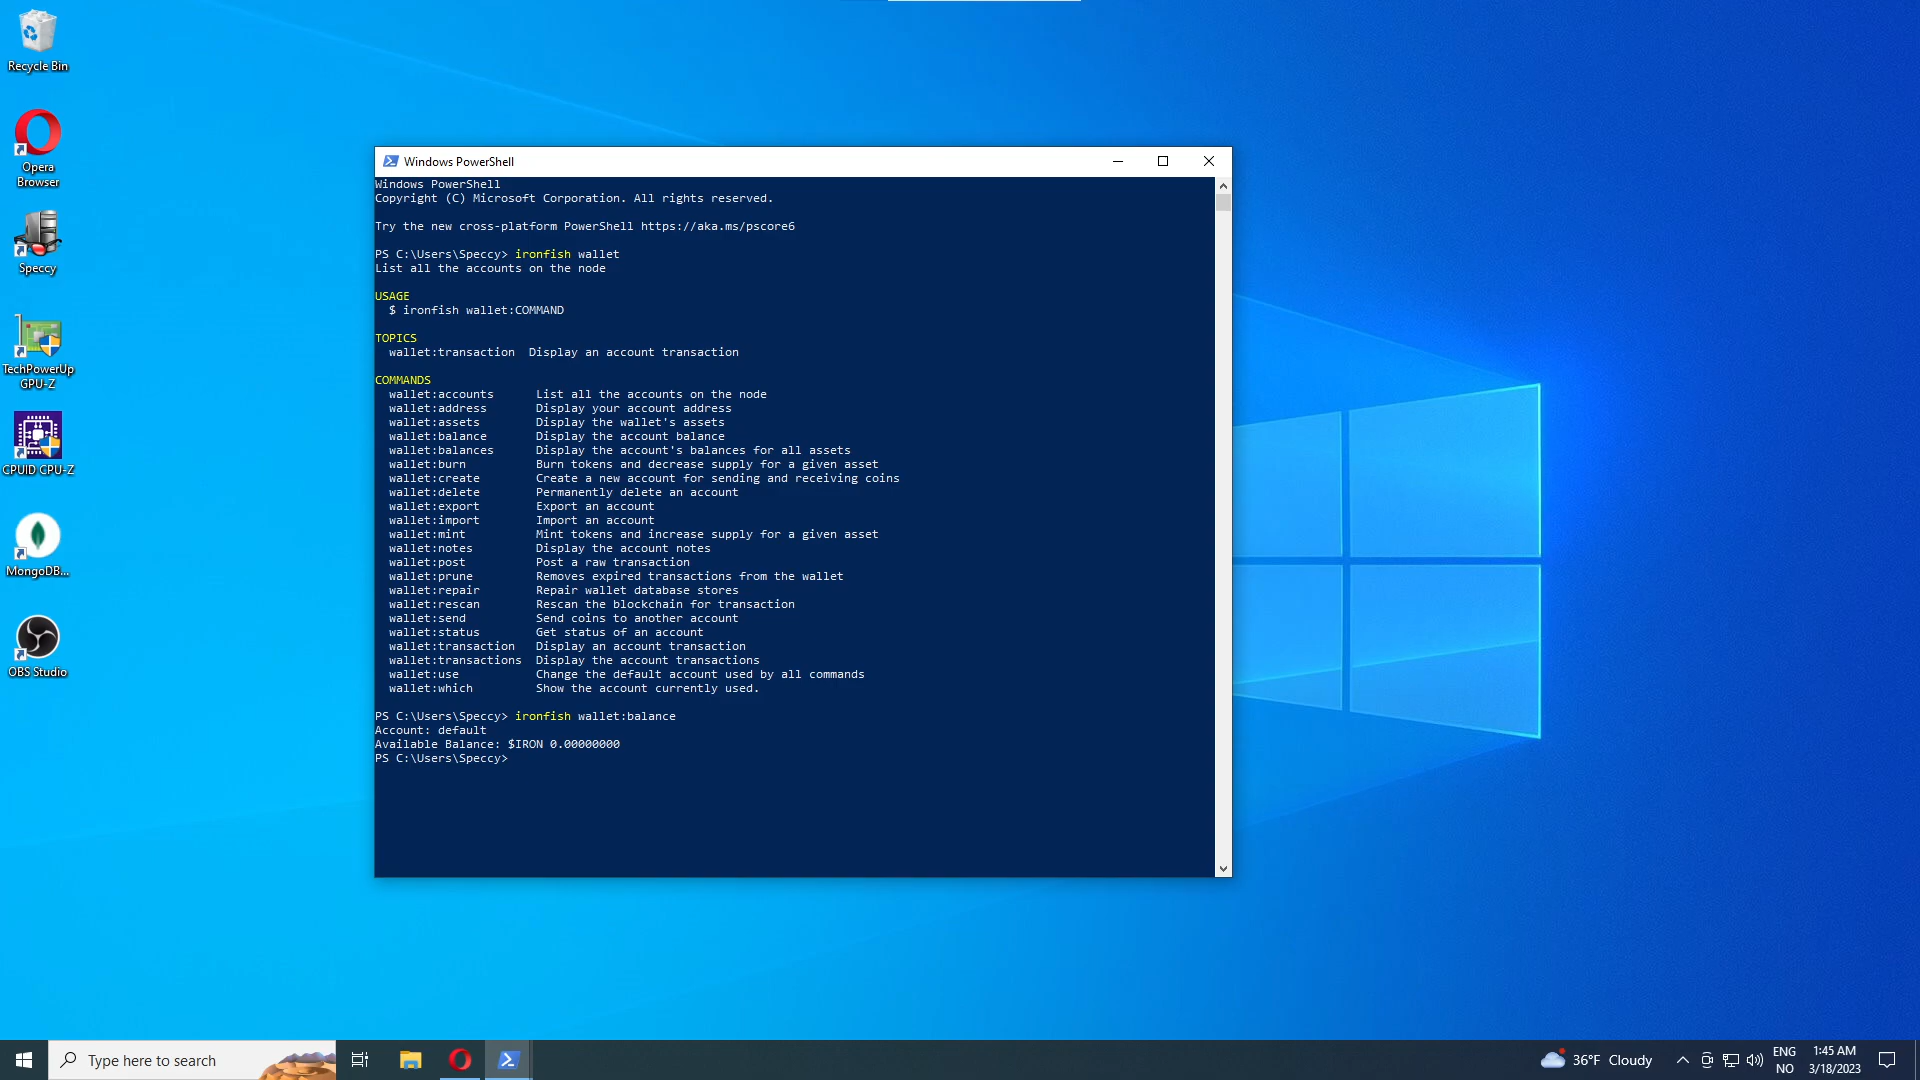 Recycle Bin
Opera
Browser
Speccy
TechPowerUp
GPU-Z
CPUID CPU-Z
MongoDB...
OBS Studio
Windows PowerShell
Windows PowerShell
Copyright (C) Microsoft Corporation. All rights reserved.
Try the new cross-platform PowerShell https://aka.ms/pscore6
PS C:\Users\Speccy> ironfish wallet
List all the accounts on the node
USAGE
$ ironfish wallet:COMMAND
TOPICS
wallet:transaction  Display an account transaction
COMMANDS
wallet:accounts      List all the accounts on the node
wallet:address       Display your account address
wallet:assets        Display the wallet's assets
wallet:balance       Display the account balance
wallet:balances      Display the account's balances for all assets
wallet:burn          Burn tokens and decrease supply for a given asset
wallet:create        Create a new account for sending and receiving coins
wallet:delete        Permanently delete an account
wallet:export        Export an account
wallet:import        Import an account
wallet:mint          Mint tokens and increase supply for a given asset
wallet:notes         Display the account notes
wallet:post          Post a raw transaction
wallet:prune         Removes expired transactions from the wallet
wallet:repair        Repair wallet database stores
wallet:rescan        Rescan the blockchain for transaction
wallet:send          Send coins to another account
wallet:status        Get status of an account
wallet:transaction   Display an account transaction
wallet:transactions  Display the account transactions
wallet:use           Change the default account used by all commands
wallet:which         Show the account currently used.
PS C:\Users\Speccy> ironfish wallet:balance
Account: default
Available Balance: $IRON 0.00000000
PS C:\Users\Speccy>
Type here to search
36°F Cloudy
ENG
NO
1:45 AM
3/18/2023